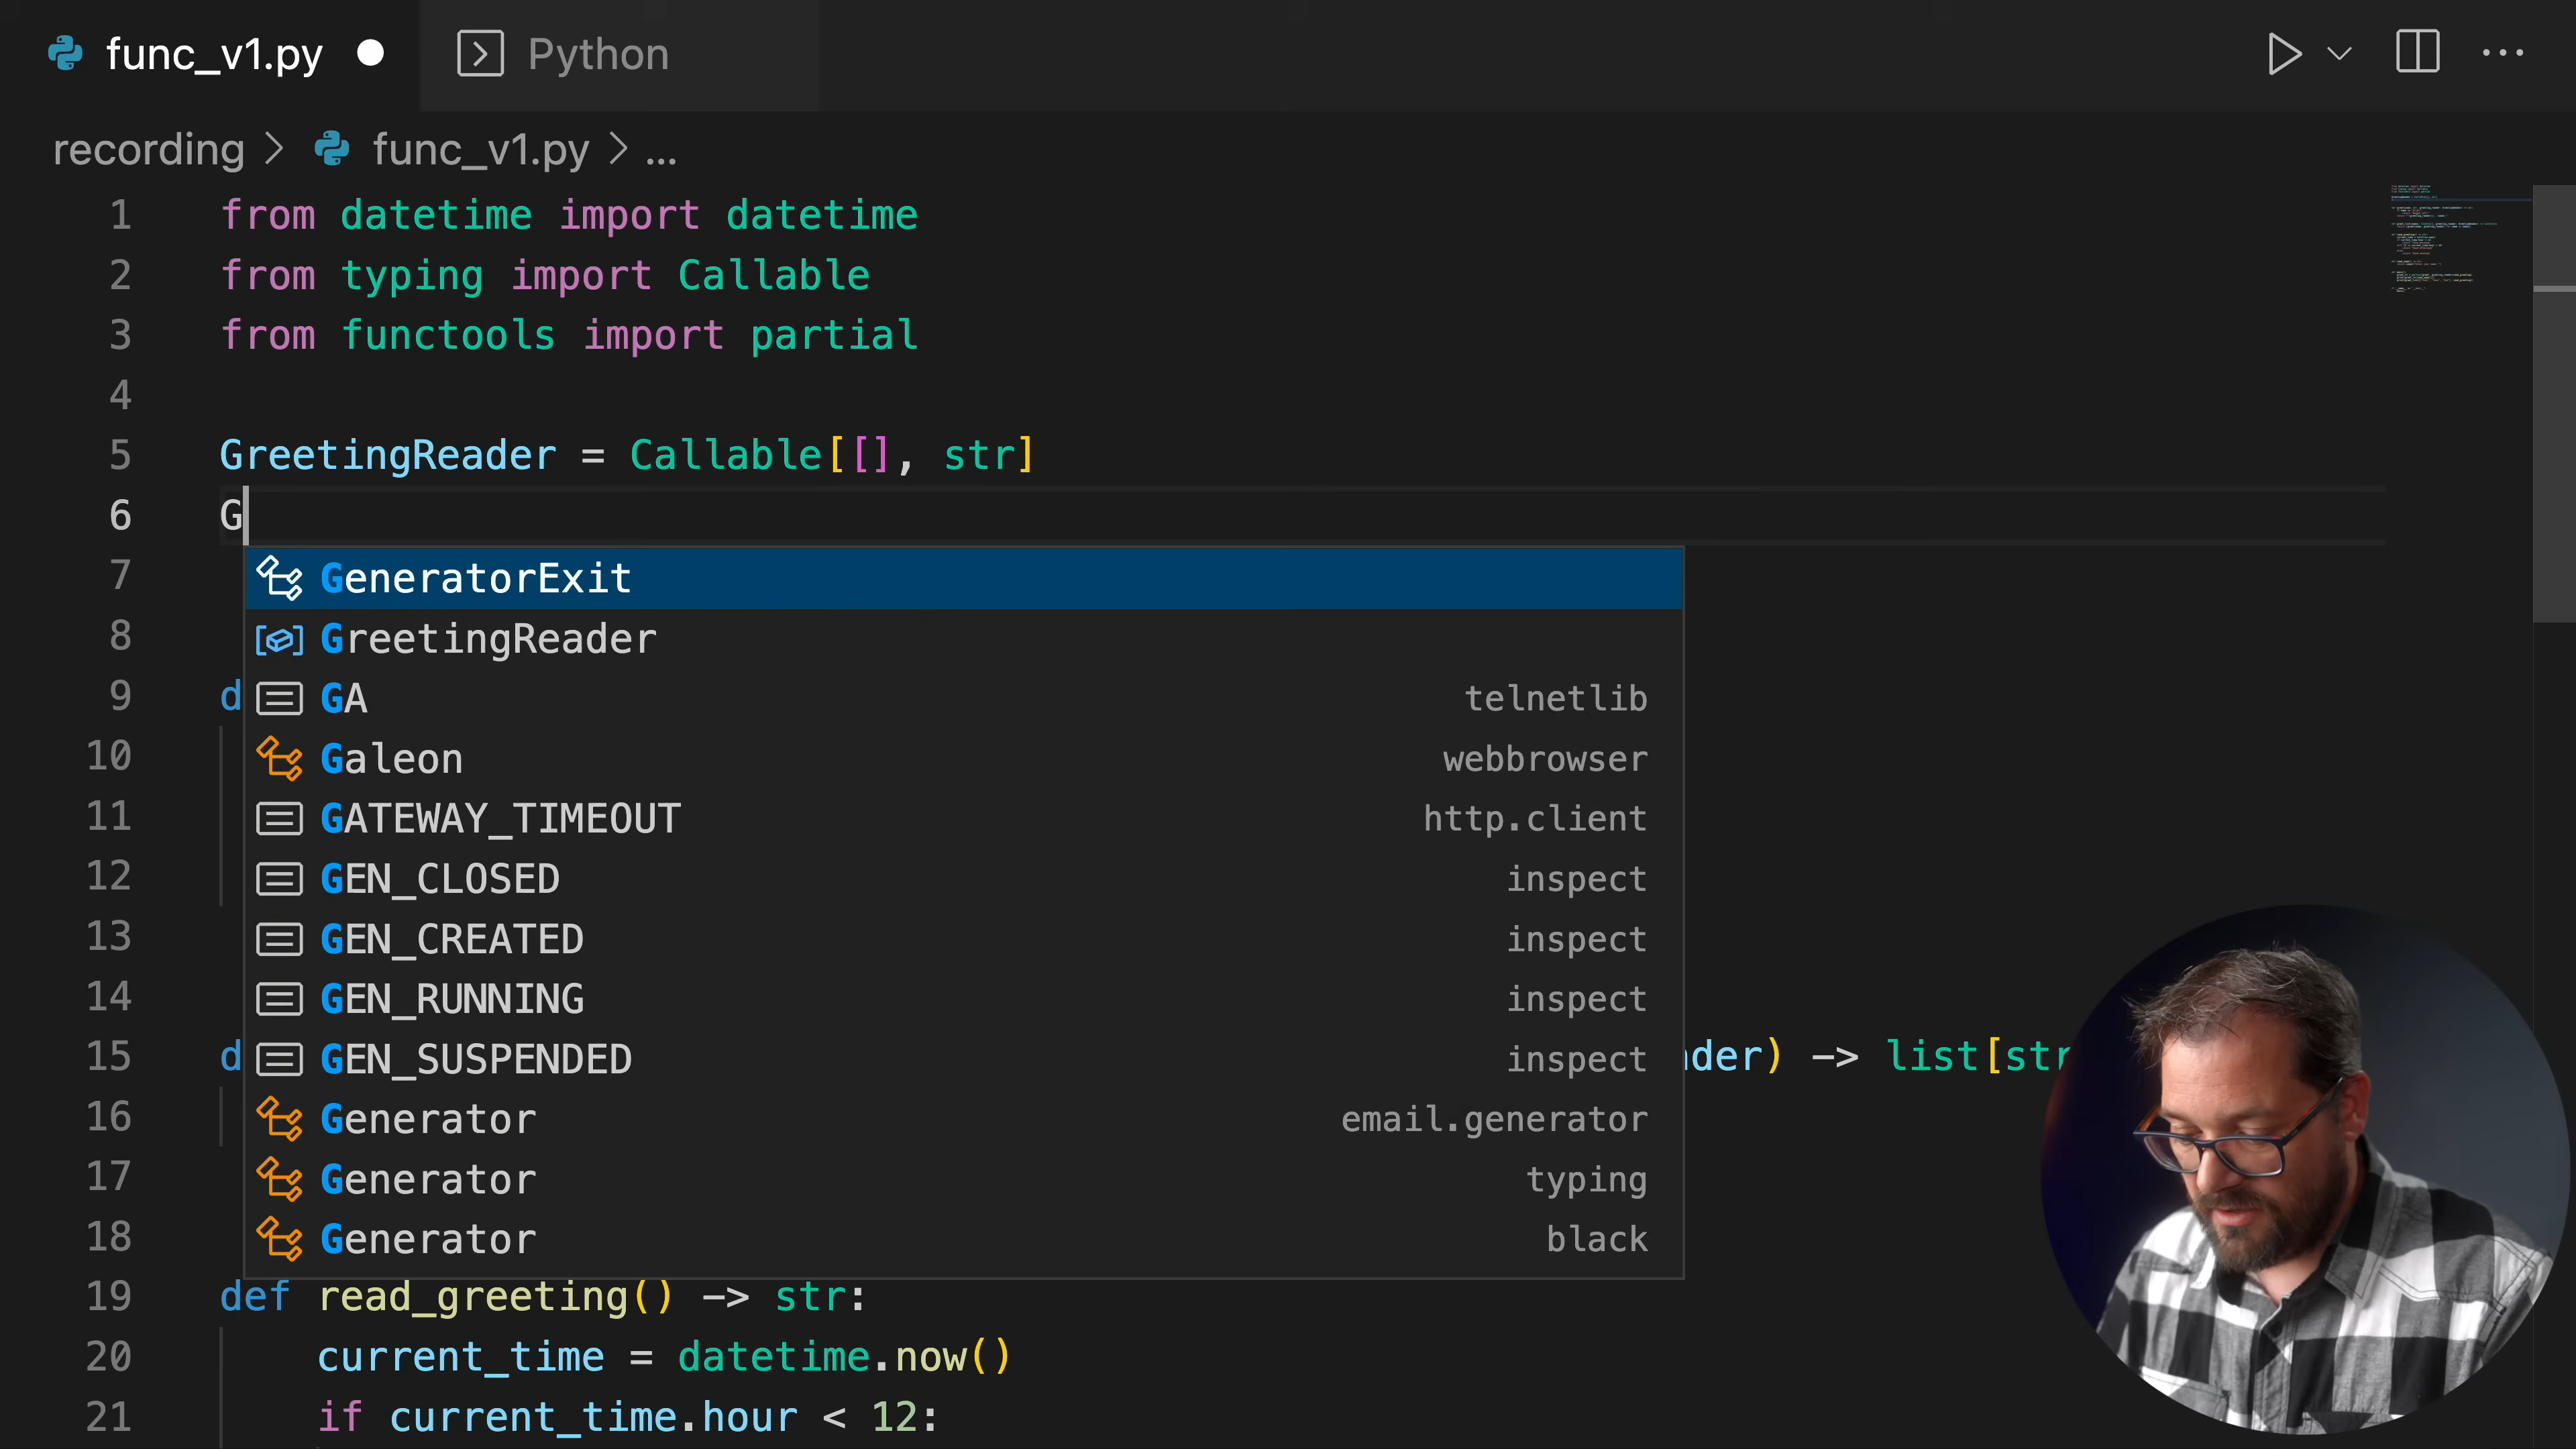 func_v1.py
Python
recording > func_v1.py > ...
1 from datetime import datetime
2 from typing import Callable
3 from functools import partial
4
5 GreetingReader = Callable[[], str]
6 G
7 GeneratorExit
8 GreetingReader
9 d GA telnetlib
10 Galeon webbrowser
11 GATEWAY_TIMEOUT http.client
12 GEN_CLOSED inspect
13 GEN_CREATED inspect
14 GEN_RUNNING inspect
15 d GEN_SUSPENDED inspect der) -> list[str
16 Generator email.generator
17 Generator typing
18 Generator black
19 def read_greeting() -> str:
20 current_time = datetime.now()
21 if current_time.hour < 12: